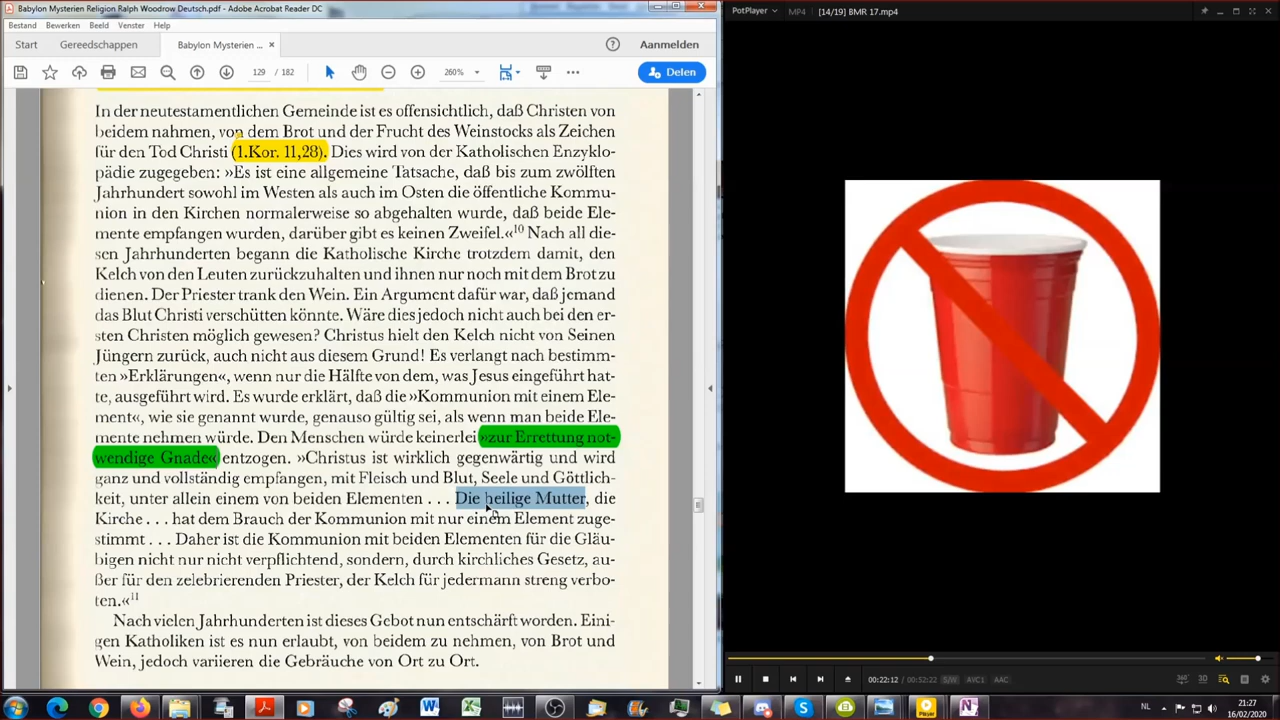 Babylon Mysterien Religion Ralph Woodrow Deutsch.pdf - Adobe Acrobat Reader DC
Bestand Bewerken Beeld Venster Help
Start Gereedschappen Babylon Mysterien ... × Aanmelden
129 / 182 260% Delen
In der neutestamentlichen Gemeinde ist es offensichtlich, daß Christen von
beidem nahmen, von dem Brot und der Frucht des Weinstocks als Zeichen
für den Tod Christi (1.Kor. 11,28). Dies wird von der Katholischen Enzyklo-
pädie zugegeben: »Es ist eine allgemeine Tatsache, daß bis zum zwölften
Jahrhundert sowohl im Westen als auch im Osten die öffentliche Kommu-
nion in den Kirchen normalerweise so abgehalten wurde, daß beide Ele-
mente empfangen wurden, darüber gibt es keinen Zweifel.«10 Nach all die-
sen Jahrhunderten begann die Katholische Kirche trotzdem damit, den
Kelch von den Leuten zurückzuhalten und ihnen nur noch mit dem Brot zu
dienen. Der Priester trank den Wein. Ein Argument dafür war, daß jemand
das Blut Christi verschütten könnte. Wäre dies jedoch nicht auch bei den er-
sten Christen möglich gewesen? Christus hielt den Kelch nicht von Seinen
Jüngern zurück, auch nicht aus diesem Grund! Es verlangt nach bestimm-
ten »Erklärungen«, wenn nur die Hälfte von dem, was Jesus eingeführt hat-
te, ausgeführt wird. Es wurde erklärt, daß die »Kommunion mit einem Ele-
ment«, wie sie genannt wurde, genauso gültig sei, als wenn man beide Ele-
mente nehmen würde. Den Menschen würde keinerlei »zur Errettung not-
wendige Gnade« entzogen. »Christus ist wirklich gegenwärtig und wird
ganz und vollständig empfangen, mit Fleisch und Blut, Seele und Göttlich-
keit, unter allein einem von beiden Elementen . . . Die heilige Mutter, die
Kirche . . . hat dem Brauch der Kommunion mit nur einem Element zuge-
stimmt . . . Daher ist die Kommunion mit beiden Elementen für die Gläu-
bigen nicht nur nicht verpflichtend, sondern, durch kirchliches Gesetz, au-
ßer für den zelebrierenden Priester, der Kelch für jedermann streng verbo-
ten.«11
Nach vielen Jahrhunderten ist dieses Gebot nun entschärft worden. Eini-
gen Katholiken ist es nun erlaubt, von beidem zu nehmen, von Brot und
Wein, jedoch variieren die Gebräuche von Ort zu Ort.
PotPlayer MP4 [14/19] BMR 17.mp4
00:22:12 / 00:52:22 S/W AVC1 AAC
360° 3D
NL 21:27
16/02/2020